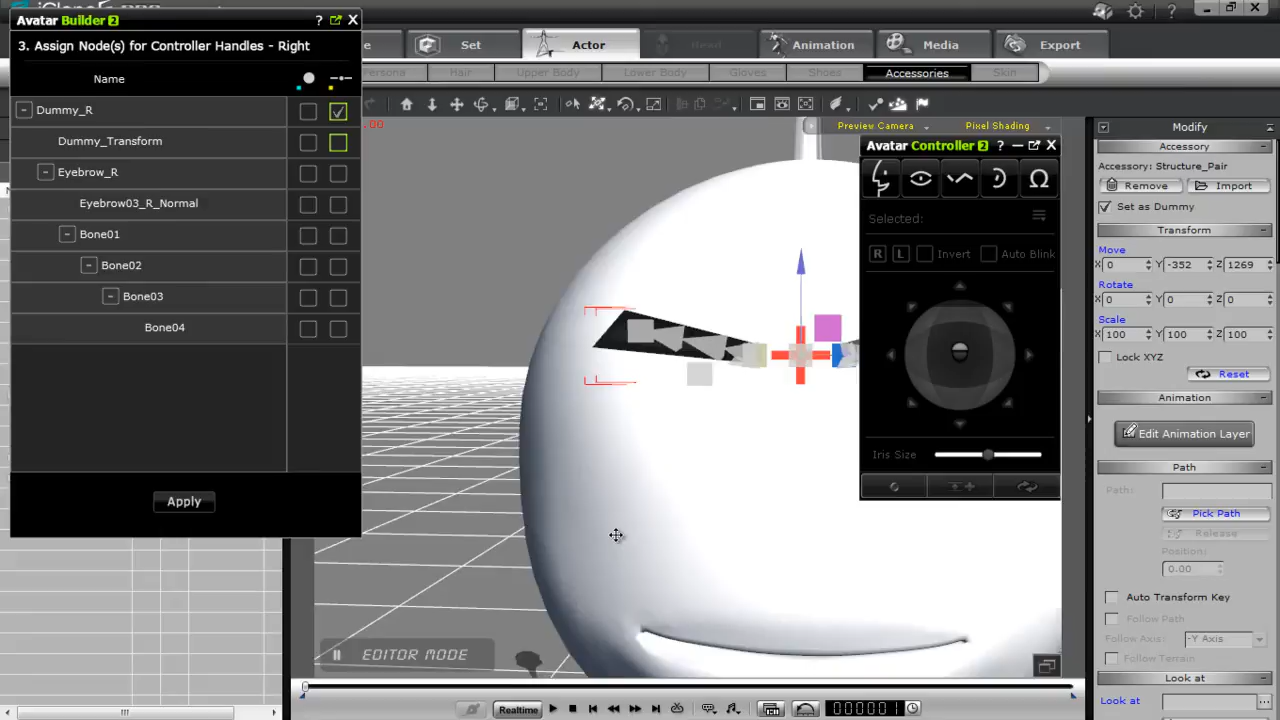 Avatar Builder 2 ? X
3. Assign Node(s) for Controller Handles - Right
Name
Dummy_R
Dummy_Transform
Eyebrow_R
Eyebrow03_R_Normal
Bone01
Bone02
Bone03
Bone04
Apply
Set
Actor
Head
Animation
Media
Export
Persona
Hair
Upper Body
Lower Body
Gloves
Shoes
Accessories
Skin
.00
Preview Camera
Pixel Shading
Avatar Controller 2 ?
Selected:
R L Invert Auto Blink
Iris Size
EDITOR MODE
Realtime
000001
Modify
Accessory
Accessory: Structure_Pair
Remove Import
Set as Dummy
Transform
Move
X 0 Y -352 Z 1269
Rotate
X 0 Y 0 Z 0
Scale
X 100 Y 100 Z 100
Lock XYZ
Reset
Animation
Edit Animation Layer
Path
Path:
Pick Path
Release
Position:
0.00
Auto Transform Key
Follow Path
Follow Axis: -Y Axis
Follow Terrain
Look at
Look at